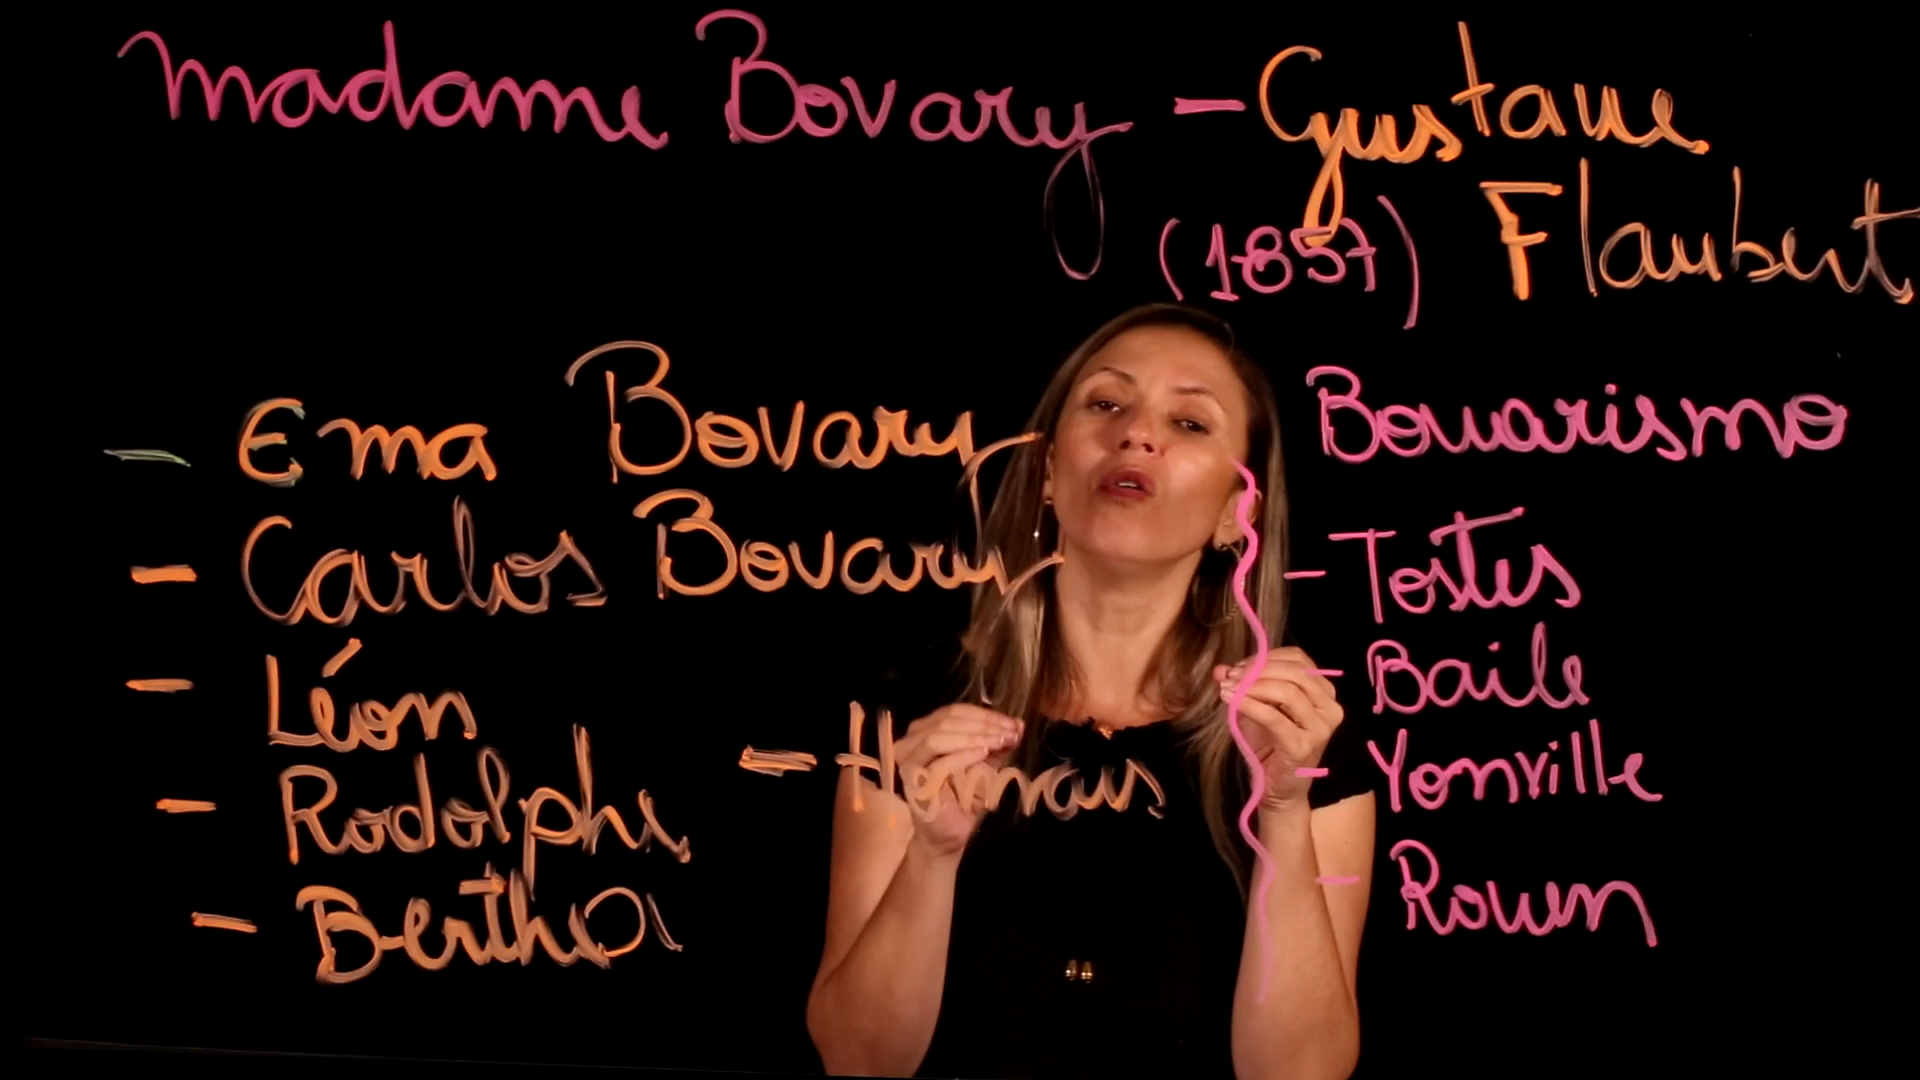 Madame Bovary - Gustave
(1857) Flaubert
- Ema Bovary
- Carlos Bovary
- Léon
- Rodolphe
- Bertha
- Homais
Bovarismo
- Tostes
- Baile
- Yonville
- Rouen